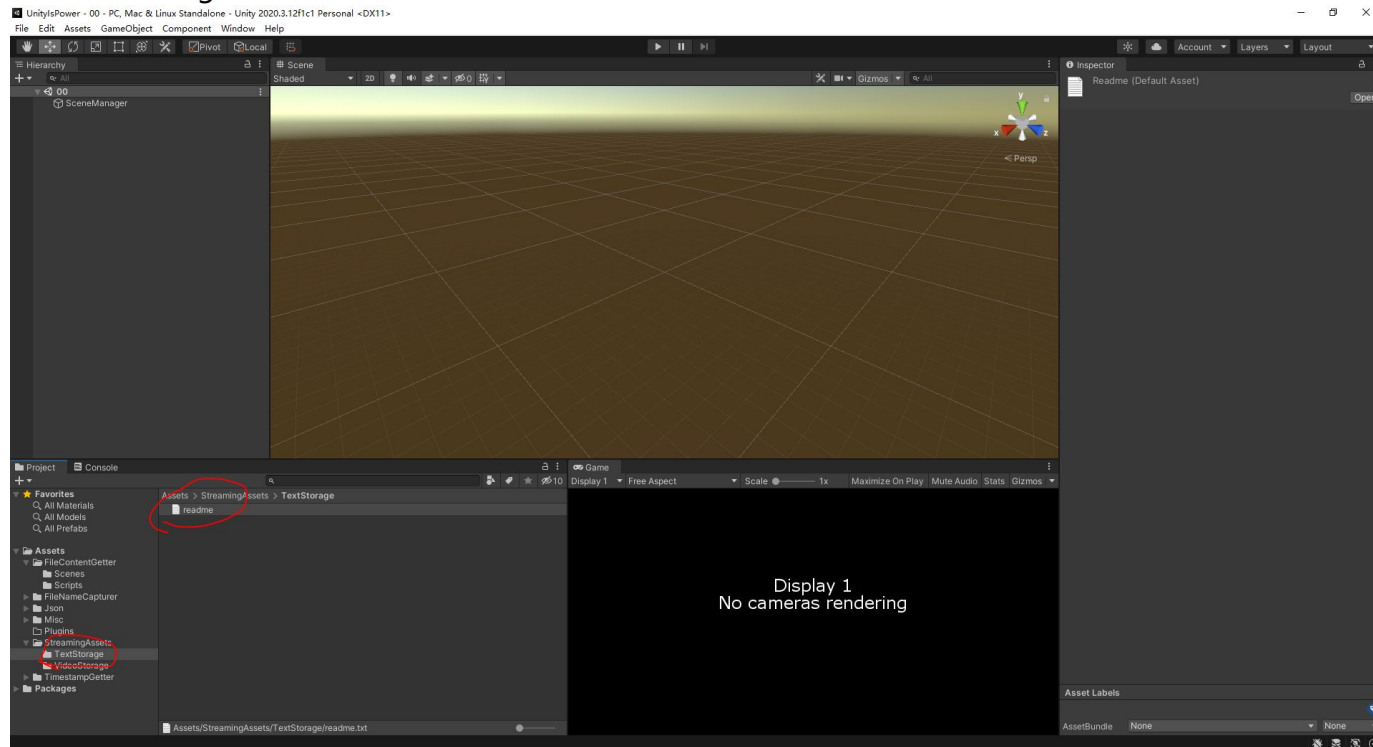 UnityIsPower - 00 - PC, Mac & Linux Standalone - Unity 2020.3.12f1c1 Personal <DX11>
File Edit Assets GameObject Component Window Help
Pivot Local
Account Layers Layout
Hierarchy
All
00
SceneManager
Scene
Shaded 2D 0 Gizmos All
y
x z
Persp
Inspector
Readme (Default Asset)
Open
Project Console
10
Favorites
All Materials
All Models
All Prefabs
Assets
FileContentGetter
Scenes
Scripts
FileNameCapturer
Json
Misc
Plugins
StreamingAssets
TextStorage
VideoStorage
TimestampGetter
Packages
Assets > StreamingAssets > TextStorage
readme
Assets/StreamingAssets/TextStorage/readme.txt
Game
Display 1 Free Aspect Scale 1x Maximize On Play Mute Audio Stats Gizmos
Display 1
No cameras rendering
Asset Labels
AssetBundle None None